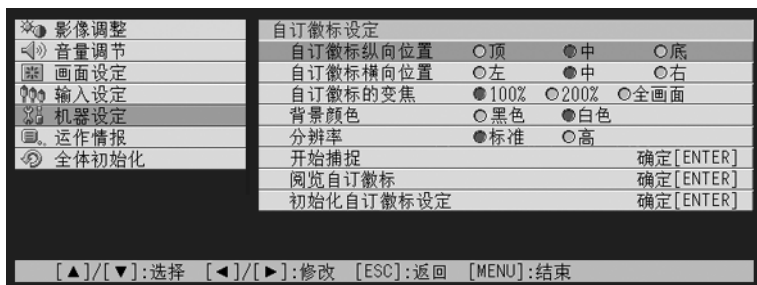 影像调整
音量调节
画面设定
输入设定
机器设定
运作情报
全体初始化
自订徽标设定
自订徽标纵向位置 ○顶 ●中 ○底
自订徽标横向位置 ○左 ●中 ○右
自订徽标的变焦 ●100% ○200% ○全画面
背景颜色 ○黑色 ●白色
分辨率 ●标准 ○高
开始捕捉 确定[ENTER]
阅览自订徽标 确定[ENTER]
初始化自订徽标设定 确定[ENTER]
[▲]/[▼]:选择 [◄]/[►]:修改 [ESC]:返回 [MENU]:结束